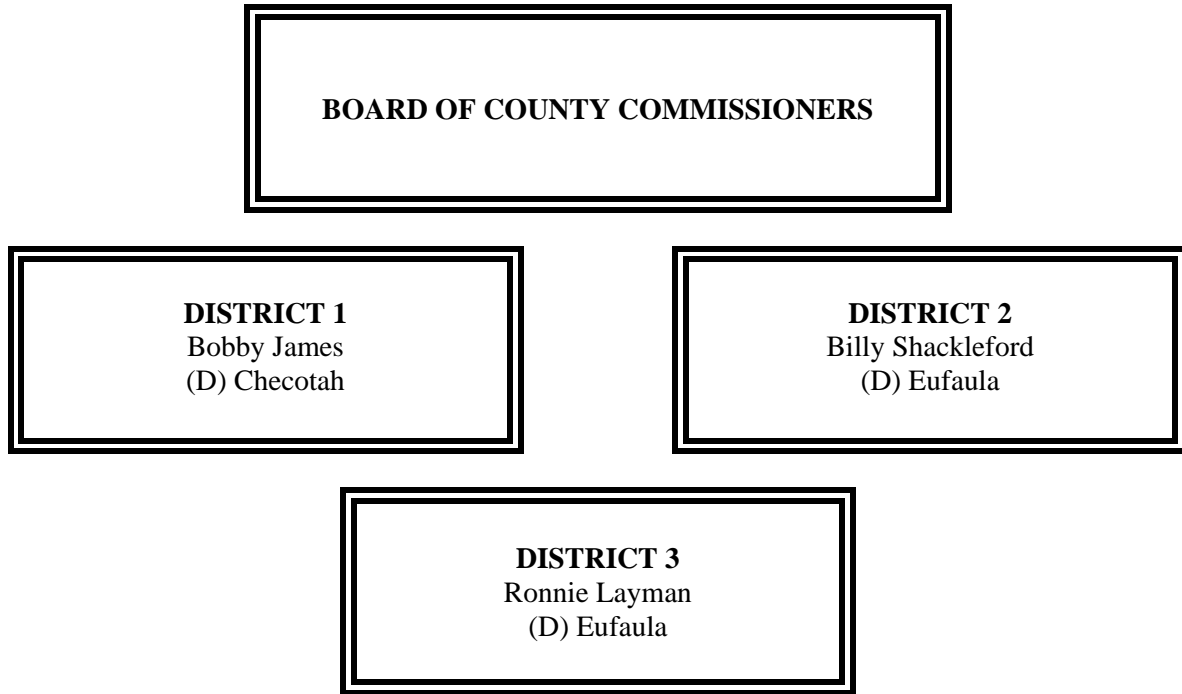 BOARD OF COUNTY COMMISSIONERS
DISTRICT 1
Bobby James
(D) Checotah
DISTRICT 2
Billy Shackleford
(D) Eufaula
DISTRICT 3
Ronnie Layman
(D) Eufaula